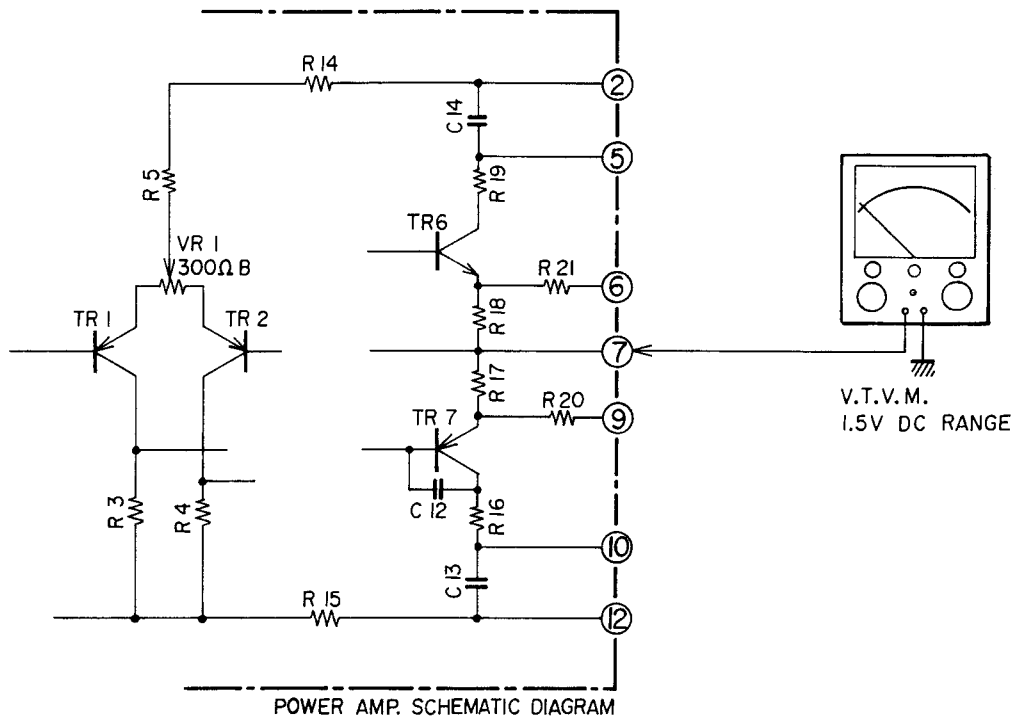 R 14
2
C 14
5
R 19
R 5
TR6
VR 1
300Ω B
R 21
6
R 18
TR 1
TR 2
7
R 17
V.T.V.M.
1.5V DC RANGE
R 20
9
TR 7
C 12
R 16
R 3
R 4
10
C 13
R 15
12
POWER AMP. SCHEMATIC DIAGRAM